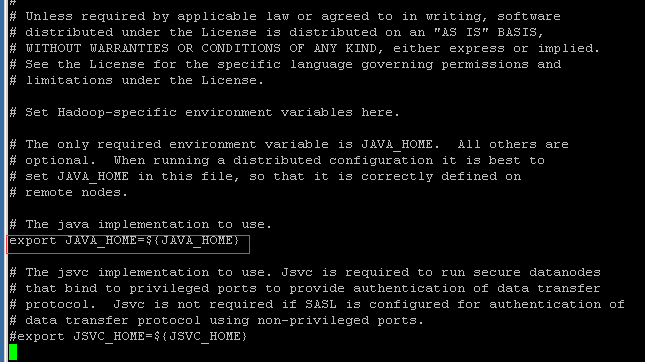 #
# Unless required by applicable law or agreed to in writing, software
# distributed under the License is distributed on an "AS IS" BASIS,
# WITHOUT WARRANTIES OR CONDITIONS OF ANY KIND, either express or implied.
# See the License for the specific language governing permissions and
# limitations under the License.
# Set Hadoop-specific environment variables here.
# The only required environment variable is JAVA_HOME.  All others are
# optional.  When running a distributed configuration it is best to
# set JAVA_HOME in this file, so that it is correctly defined on
# remote nodes.
# The java implementation to use.
export JAVA_HOME=${JAVA_HOME}
# The jsvc implementation to use. Jsvc is required to run secure datanodes
# that bind to privileged ports to provide authentication of data transfer
# protocol.  Jsvc is not required if SASL is configured for authentication of
# data transfer protocol using non-privileged ports.
#export JSVC_HOME=${JSVC_HOME}